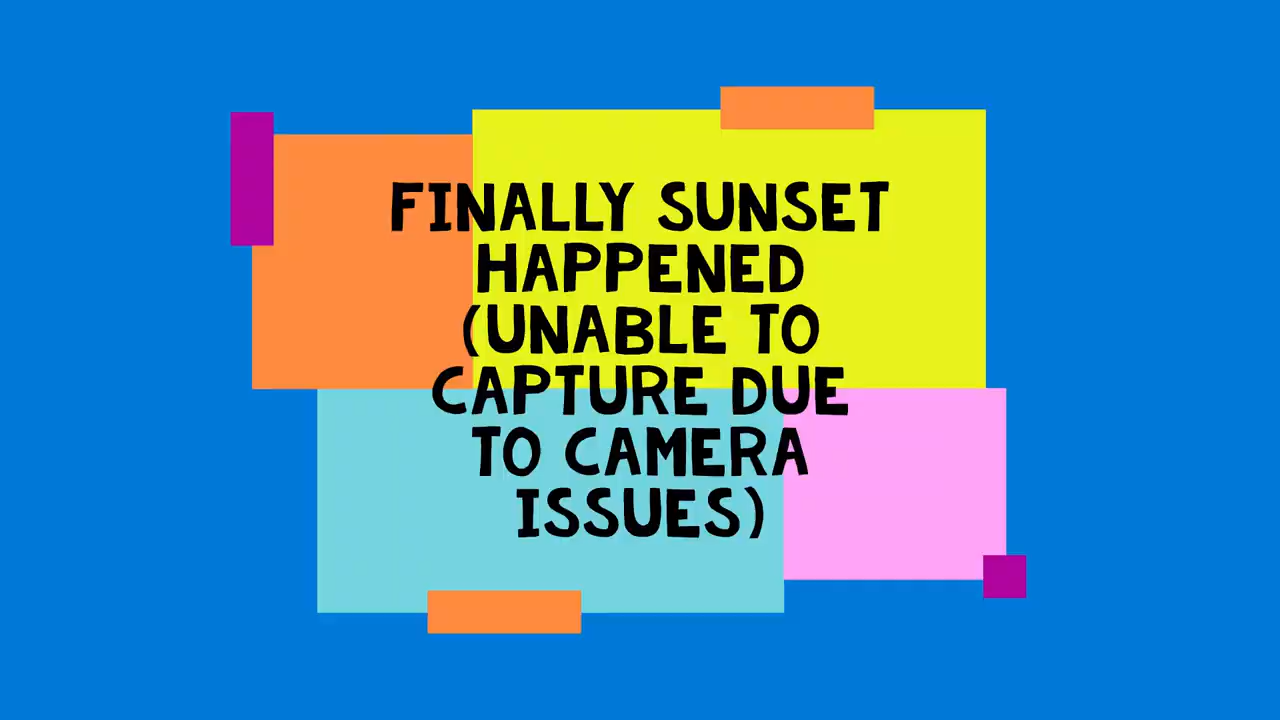 FINALLY SUNSET
HAPPENED
(UNABLE TO
CAPTURE DUE
TO CAMERA
ISSUES)